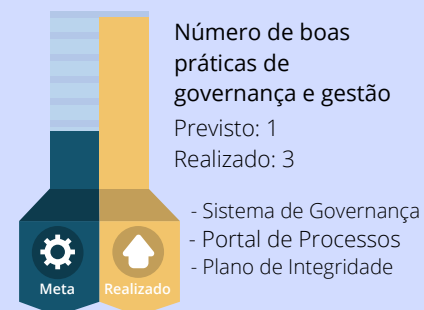 Número de boas
práticas de
governança e gestão
Previsto: 1
Realizado: 3
- Sistema de Governança
- Portal de Processos
- Plano de Integridade
Meta
Realizado